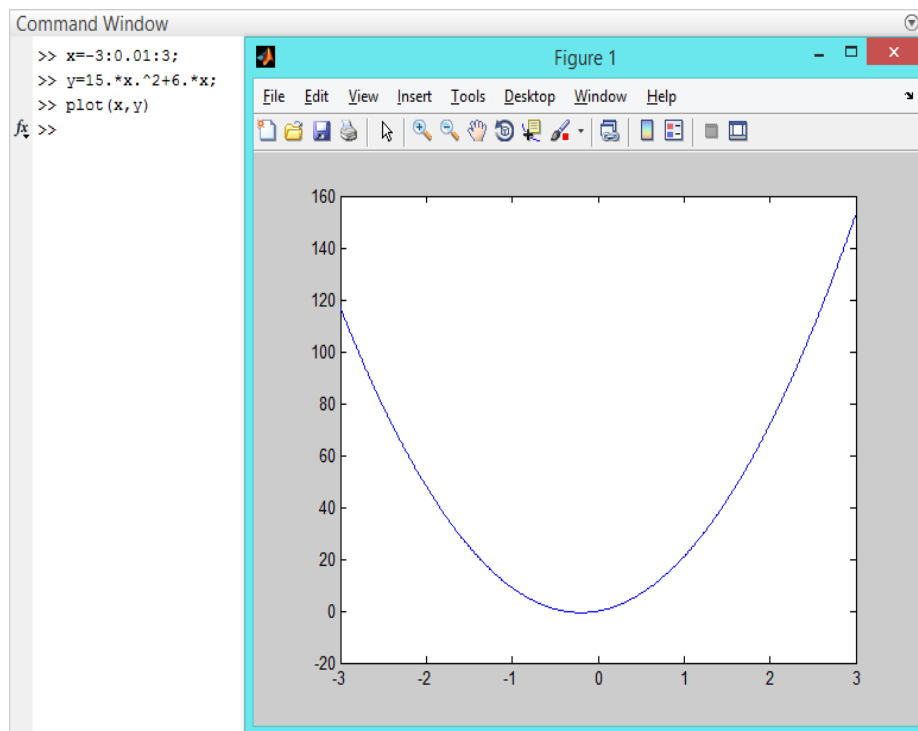 Command Window
>> x=-3:0.01:3;
>> y=15.*x.^2+6.*x;
>> plot(x,y)
fx >>
Figure 1
File Edit View Insert Tools Desktop Window Help
160
140
120
100
80
60
40
20
0
-20
-3 -2 -1 0 1 2 3